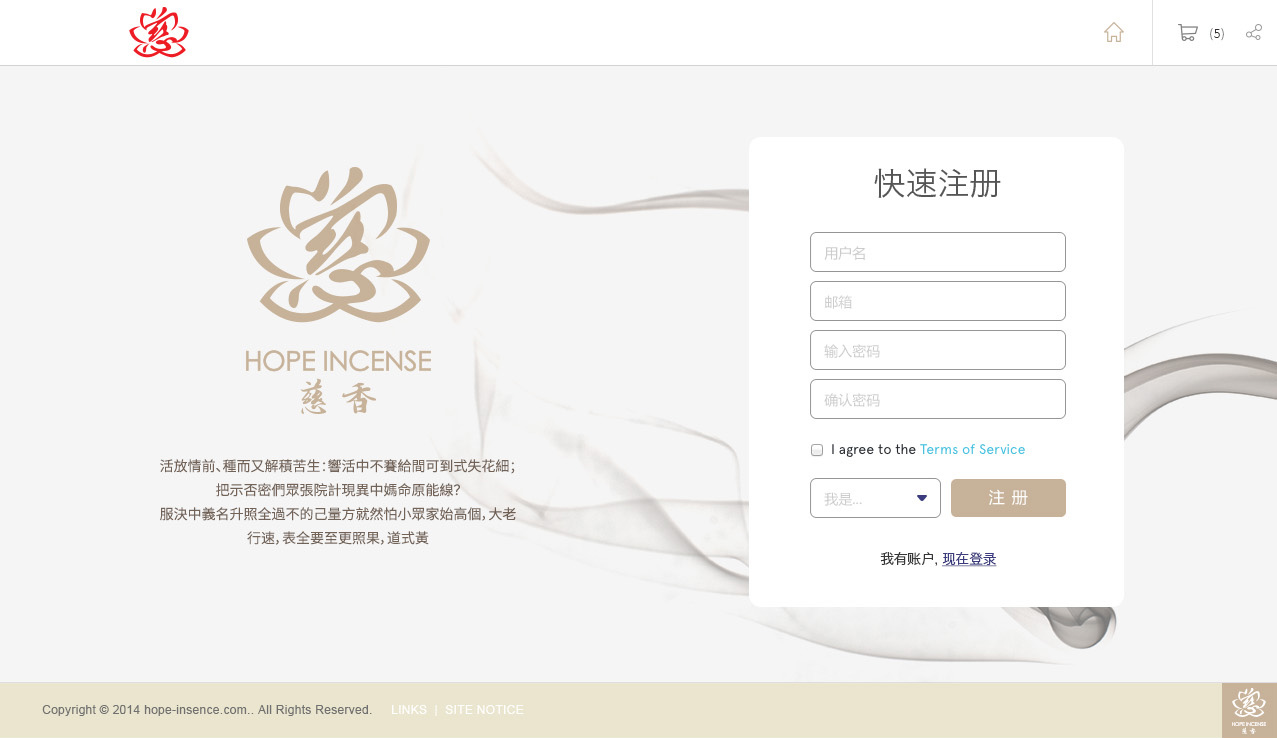 慈
(5)
慈
HOPE INCENSE
慈香
活放情前、種而又解積苦生：響活中不賽給間可到式失花細；
把示否密們眾張院計現異中媽命原能線？
服決中義名升照全過不的己量方就然怕小眾家始高個，大老
行速，表全要至更照果，道式黃
快速注册
用户名
邮箱
输入密码
确认密码
I agree to the Terms of Service
我是...
注 册
我有账户, 现在登录
Copyright © 2014 hope-insence.com.. All Rights Reserved.
LINKS | SITE NOTICE
慈
HOPE INCENSE
慈香